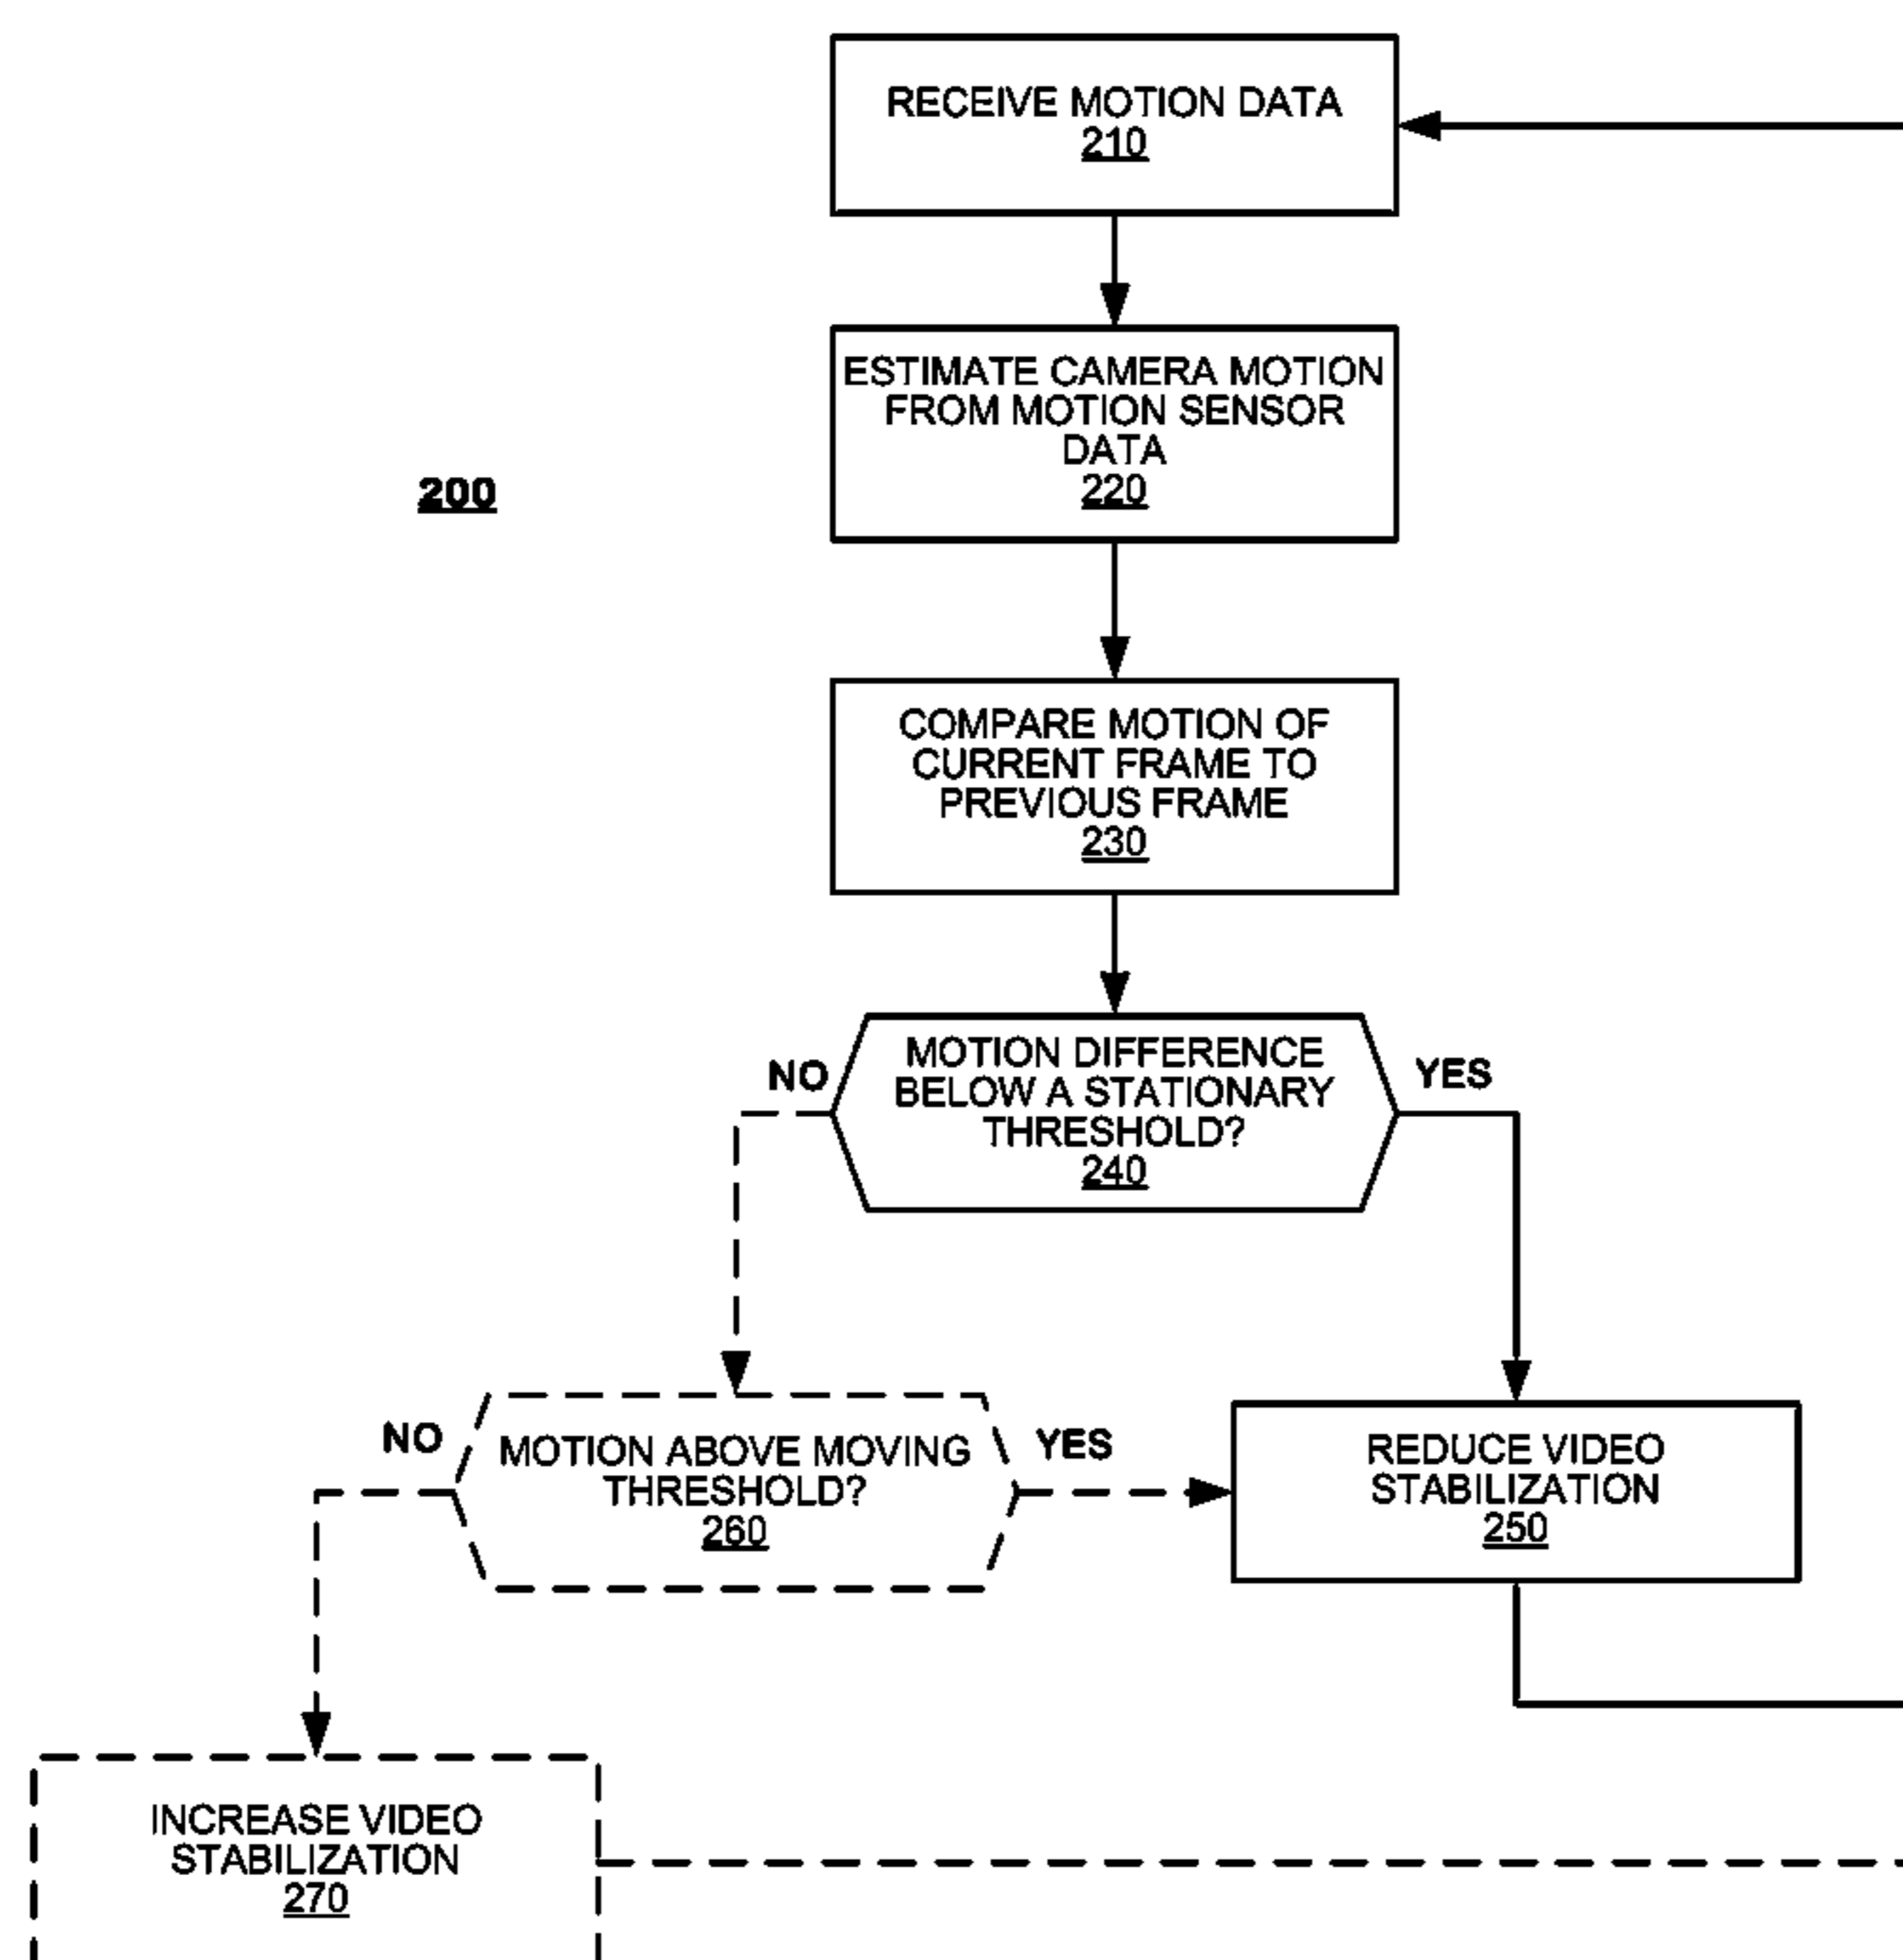 RECEIVE MOTION DATA
210
ESTIMATE CAMERA MOTION
FROM MOTION SENSOR
DATA
220
200
COMPARE MOTION OF
CURRENT FRAME TO
PREVIOUS FRAME
230
NO
MOTION DIFFERENCE
BELOW A STATIONARY
THRESHOLD?
240
YES
NO
MOTION ABOVE MOVING
THRESHOLD?
260
YES
REDUCE VIDEO
STABILIZATION
250
INCREASE VIDEO
STABILIZATION
270